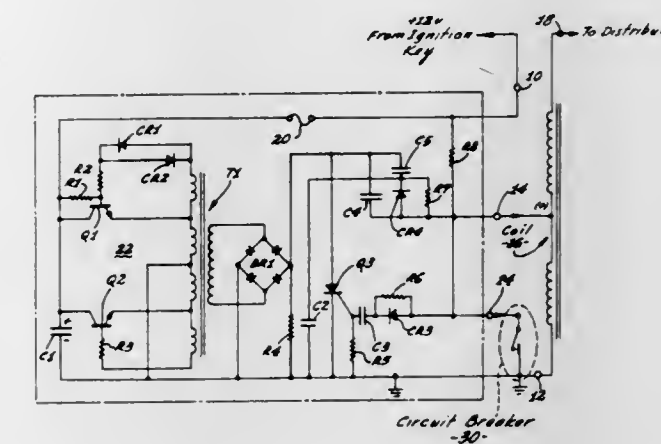 +12v
From Ignition
Key
18
To Distribu
10
20
CR1
R2
CR2
R1
T1
Q1
22
Q2
R3
C1
BR1
R4
C2
Q3
C5
C4
R7
CR4
R8
14
Coil
-36-
R6
CR3
C3
R5
24
12
Circuit Breaker
-30-